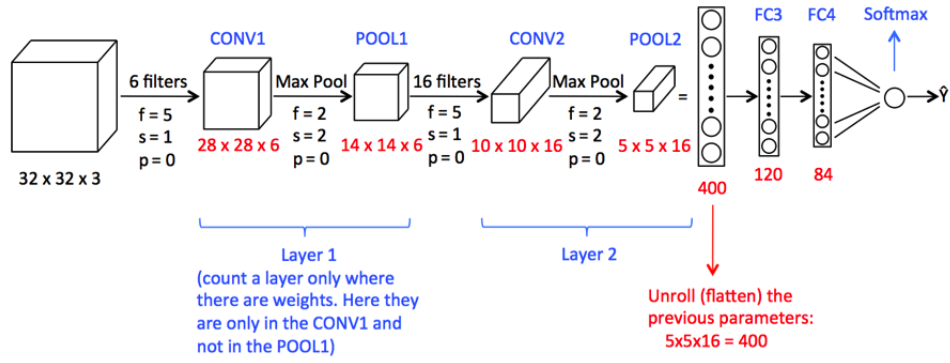 CONV1
POOL1
CONV2
POOL2
FC3
FC4
Softmax
6 filters
f = 5
s = 1
p = 0
Max Pool
f = 2
s = 2
p = 0
16 filters
f = 5
s = 1
p = 0
Max Pool
f = 2
s = 2
p = 0
=
Ŷ
32 x 32 x 3
28 x 28 x 6
14 x 14 x 6
10 x 10 x 16
5 x 5 x 16
400
120
84
Layer 1
(count a layer only where
there are weights. Here they
are only in the CONV1 and
not in the POOL1)
Layer 2
Unroll (flatten) the
previous parameters:
5x5x16 = 400